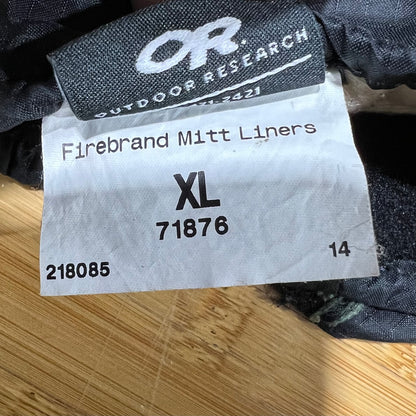 OR
OUTDOOR RESEARCH
Firebrand Mitt Liners
XL
71876
218085
14